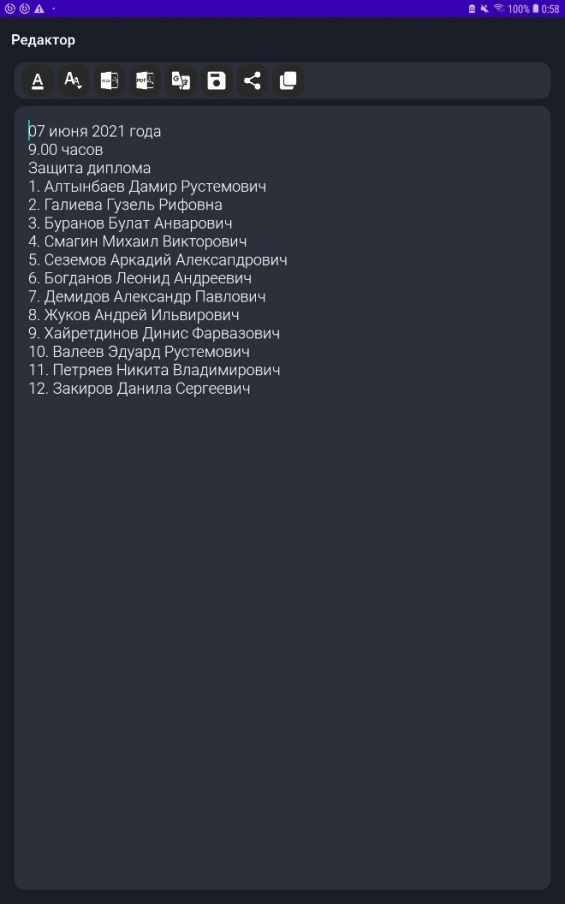 100% 0:58
Редактор
07 июня 2021 года
9.00 часов
Защита диплома
1. Алтынбаев Дамир Рустемович
2. Галиева Гузель Рифовна
3. Буранов Булат Анварович
4. Смагин Михаил Викторович
5. Сеземов Аркадий Алексапдрович
6. Богданов Леонид Андреевич
7. Демидов Александр Павлович
8. Жуков Андрей Ильвирович
9. Хайретдинов Динис Фарвазович
10. Валеев Эдуард Рустемович
11. Петряев Никита Владимирович
12. Закиров Данила Сергеевич